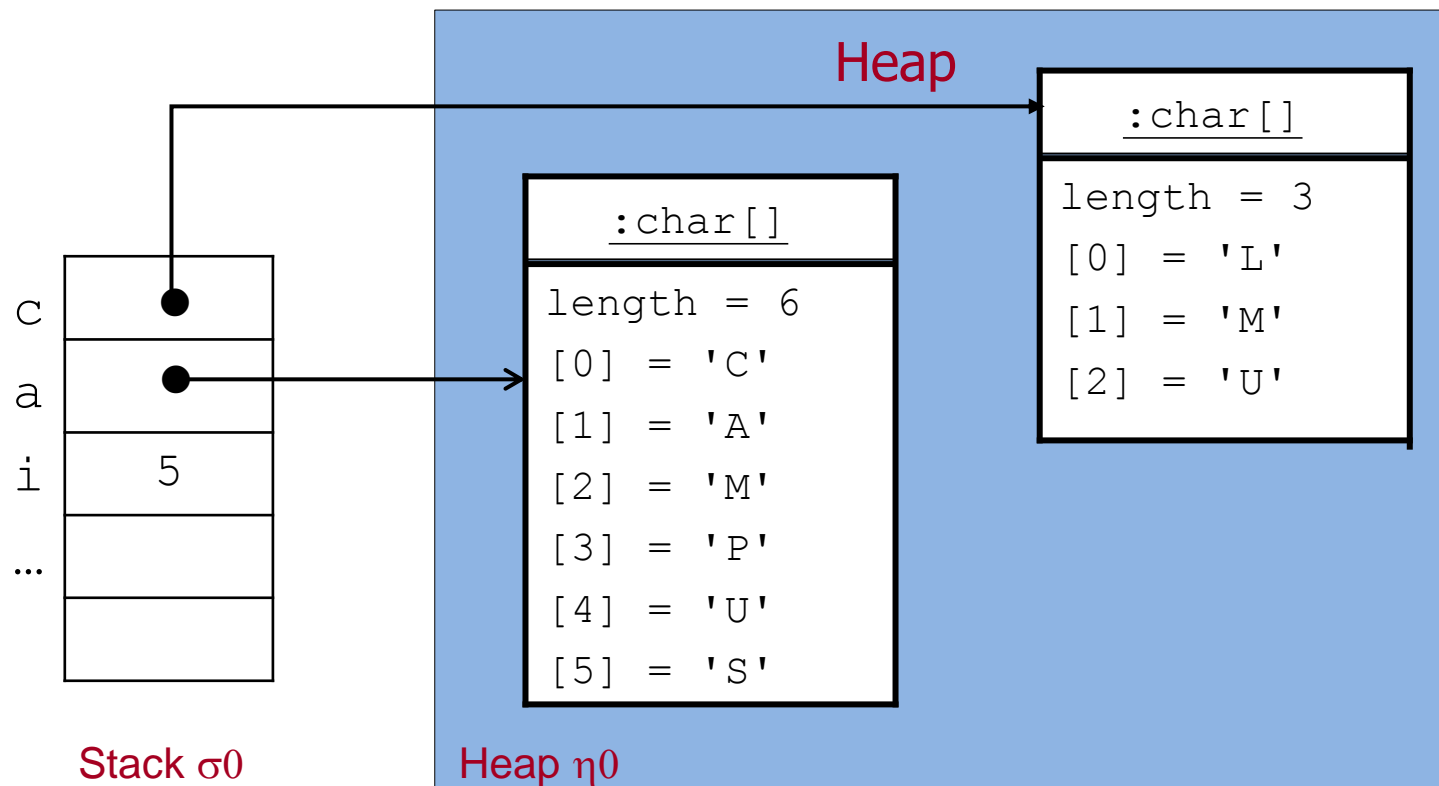 Heap
:char[]
length = 3
[0] = 'L'
[1] = 'M'
[2] = 'U'
:char[]
length = 6
[0] = 'C'
[1] = 'A'
[2] = 'M'
[3] = 'P'
[4] = 'U'
[5] = 'S'
c
a
i 5
…
Stack σ0
Heap η0